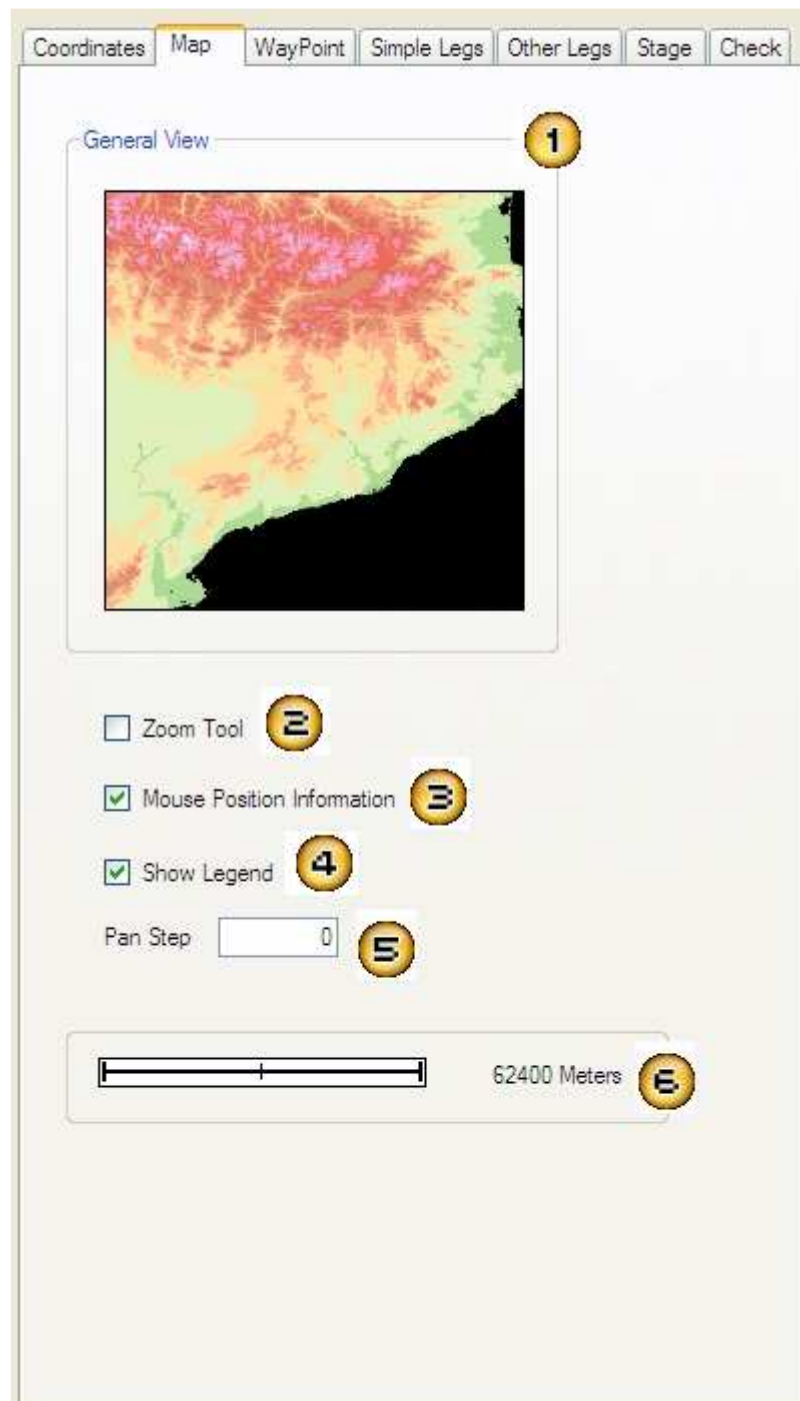 Coordinates Map WayPoint Simple Legs Other Legs Stage Check
General View 1
Zoom Tool 2
Mouse Position Information 3
Show Legend 4
Pan Step 0 5
62400 Meters 6